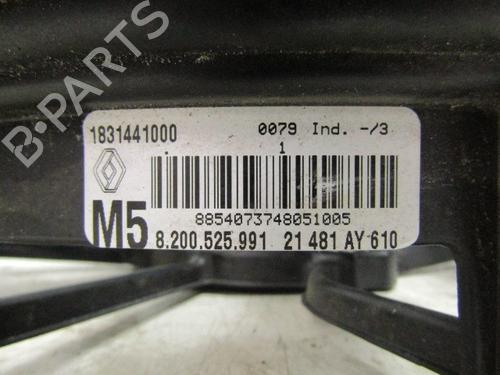 1831441000 0079 Ind. -/3
1
8854073748051005
M5 8.200.525.991 21 481 AY 610
B-PARTS